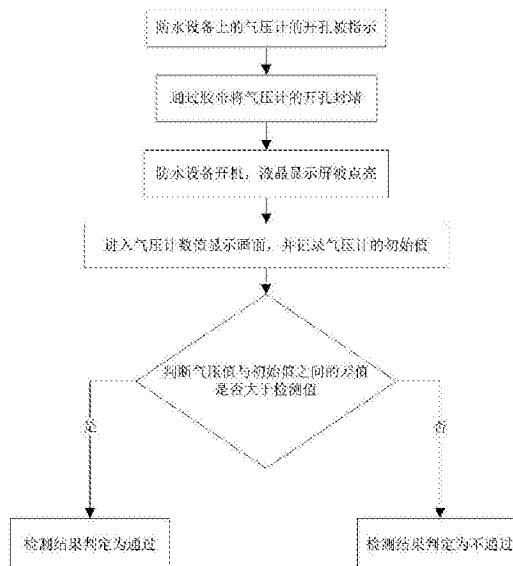 防水设备上的气压计的开孔被指示
通过胶带将气压计的开孔封堵
防水设备开机，液晶显示屏被点亮
进入气压计数值显示画面，并记录气压计的初始值
判断气压值与初始值之间的差值
是否大于检测值
是
否
检测结果判定为通过
检测结果判定为不通过